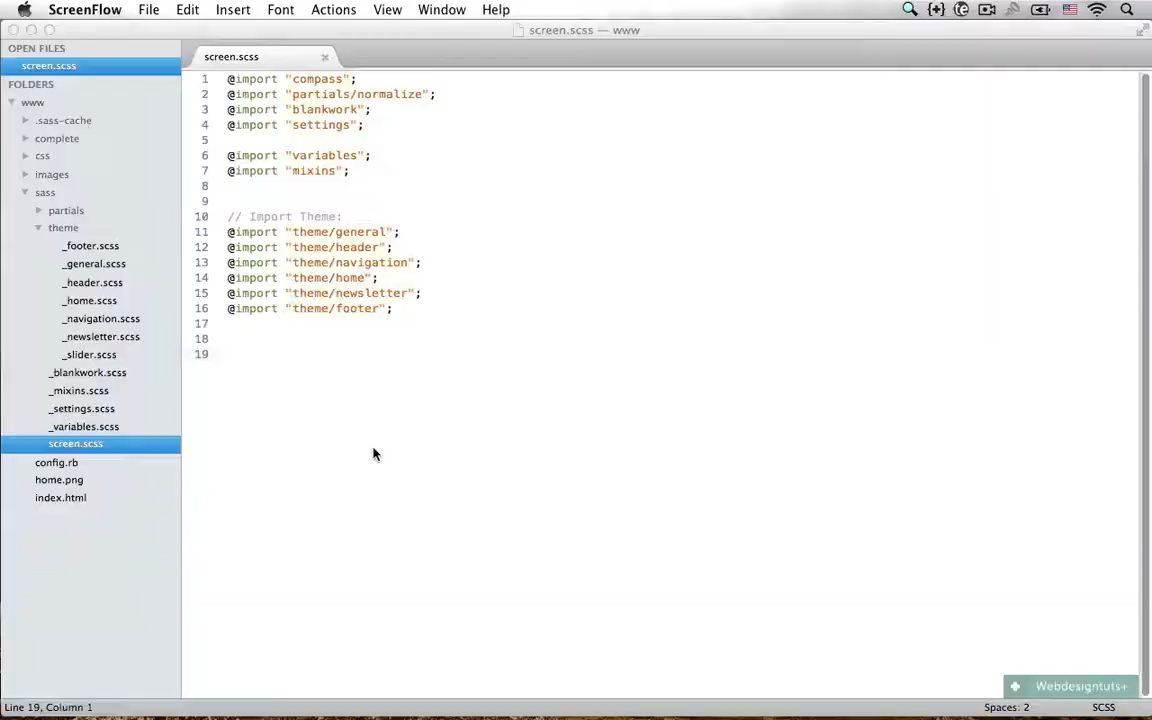 ScreenFlow File Edit Insert Font Actions View Window Help
screen.scss — www
OPEN FILES
screen.scss
FOLDERS
www
.sass-cache
complete
css
images
sass
partials
theme
_footer.scss
_general.scss
_header.scss
_home.scss
_navigation.scss
_newsletter.scss
_slider.scss
_blankwork.scss
_mixins.scss
_settings.scss
_variables.scss
screen.scss
config.rb
home.png
index.html
screen.scss
1 @import "compass";
2 @import "partials/normalize";
3 @import "blankwork";
4 @import "settings";
5
6 @import "variables";
7 @import "mixins";
8
9
10 // Import Theme:
11 @import "theme/general";
12 @import "theme/header";
13 @import "theme/navigation";
14 @import "theme/home";
15 @import "theme/newsletter";
16 @import "theme/footer";
17
18
19
Webdesigntuts+
Line 19, Column 1 Spaces: 2 SCSS